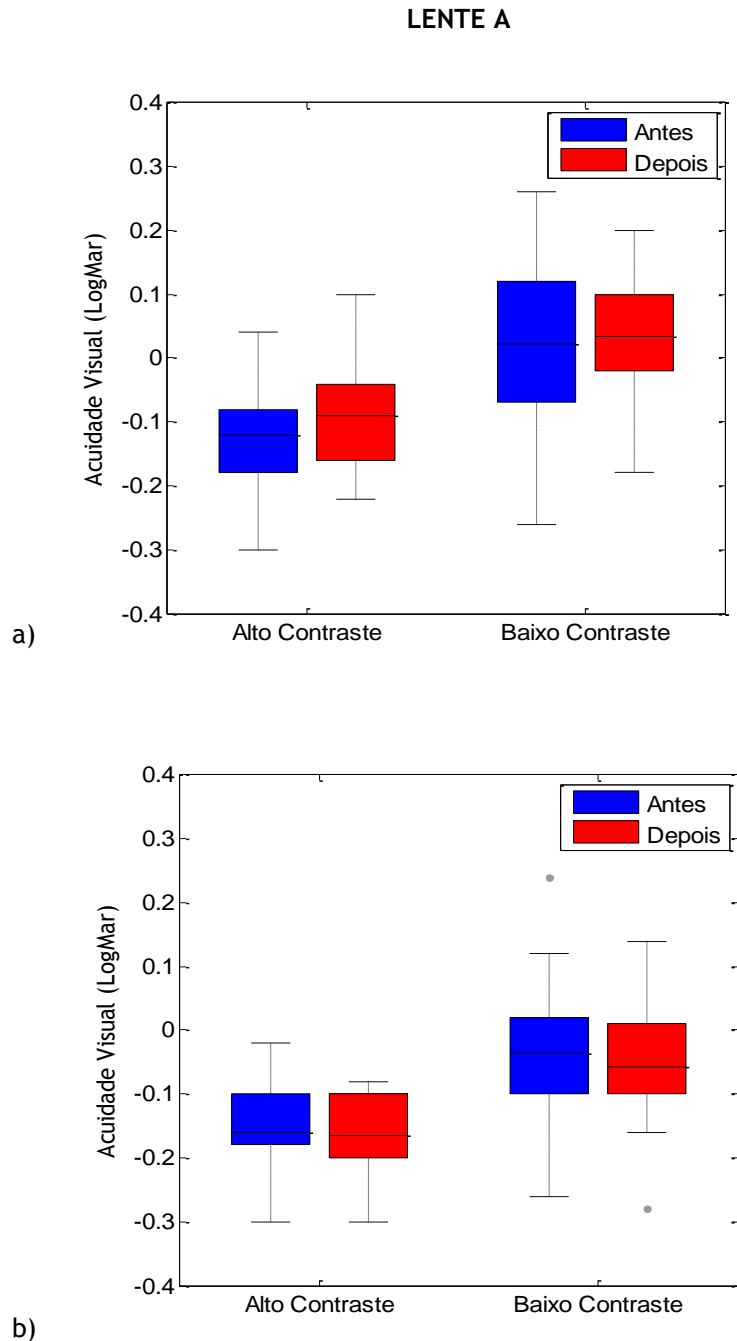 LENTE A
0.4
0.3
0.2
0.1
0
-0.1
-0.2
-0.3
-0.4
Acuidade Visual (LogMar)
Antes
Depois
Alto Contraste Baixo Contraste
a)
0.4
0.3
0.2
0.1
0
-0.1
-0.2
-0.3
-0.4
Acuidade Visual (LogMar)
Antes
Depois
Alto Contraste Baixo Contraste
b)